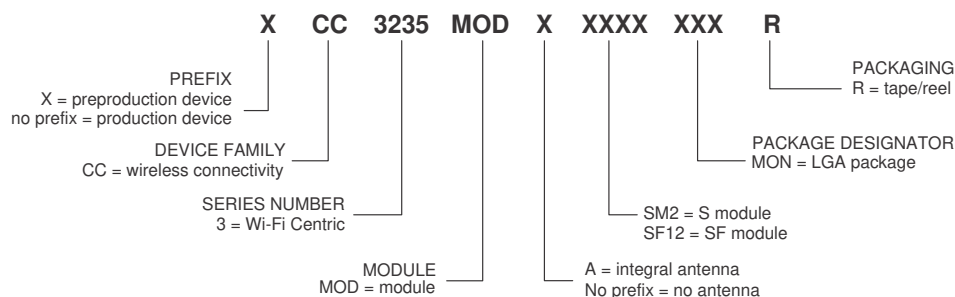 X CC 3235 MOD X XXXX XXX R
PREFIX
X = preproduction device
no prefix = production device
DEVICE FAMILY
CC = wireless connectivity
SERIES NUMBER
3 = Wi-Fi Centric
MODULE
MOD = module
PACKAGING
R = tape/reel
PACKAGE DESIGNATOR
MON = LGA package
SM2 = S module
SF12 = SF module
A = integral antenna
No prefix = no antenna